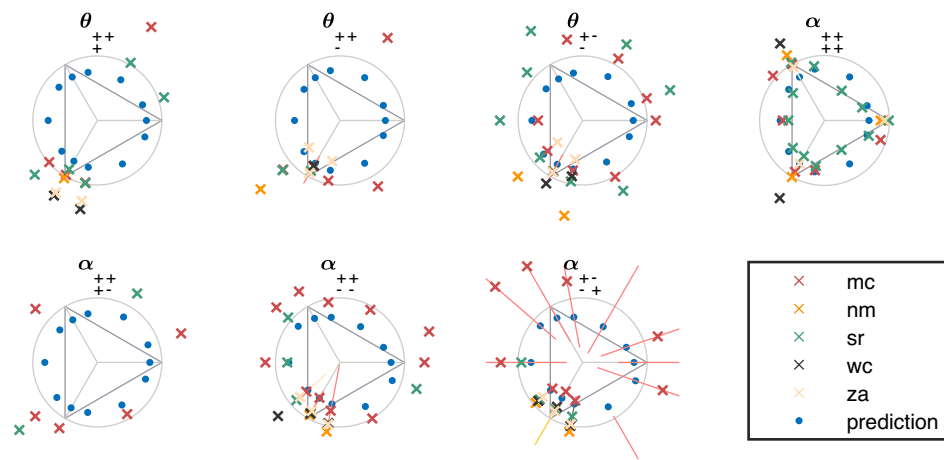 θ ++
+
θ ++
-
θ +-
-
α ++
++
α ++
+-
α ++
--
α +-
-+
mc
nm
sr
wc
za
prediction